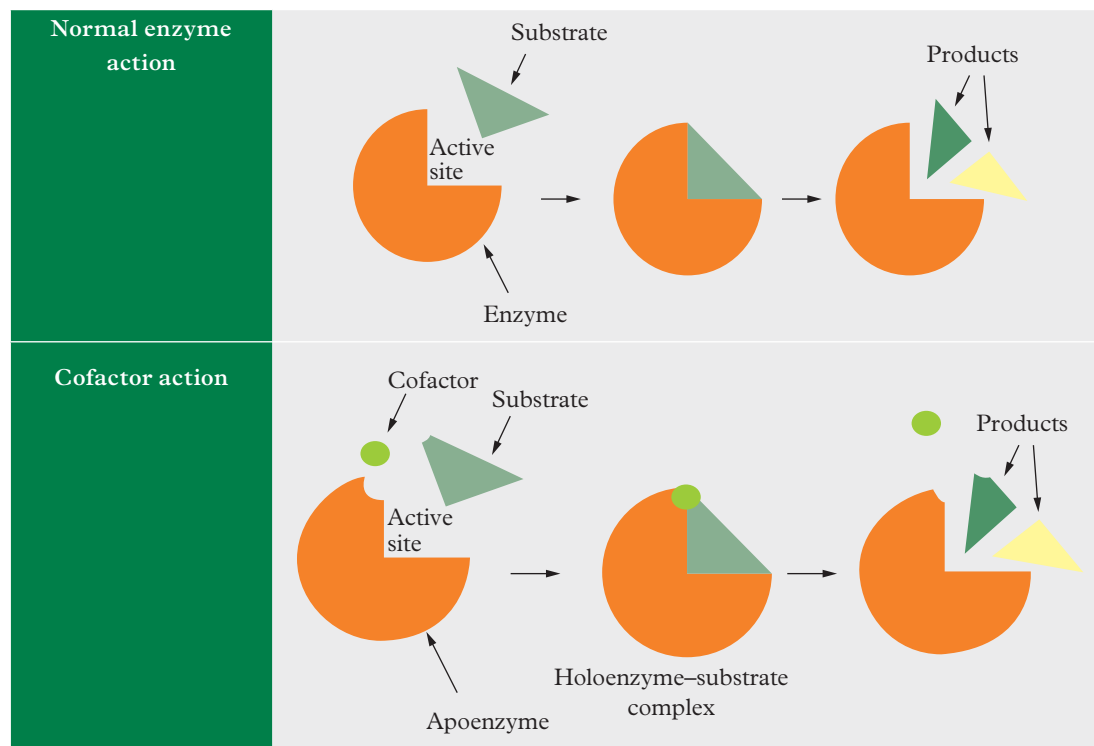 Normal enzyme
action
Substrate
Products
Active
site
Enzyme
Cofactor action
Cofactor
Substrate
Products
Active
site
Holoenzyme–substrate
complex
Apoenzyme